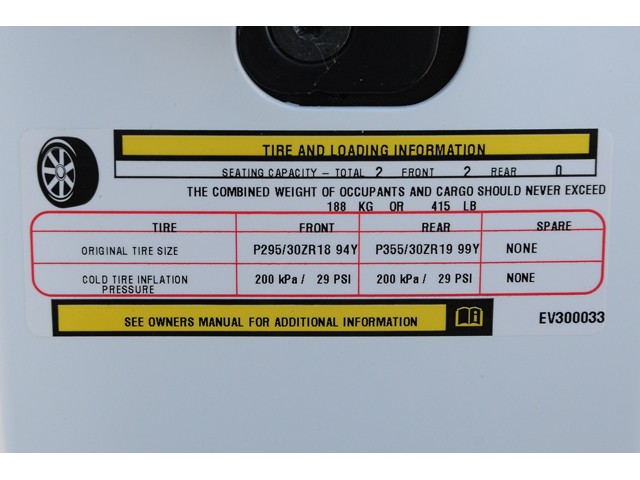 TIRE AND LOADING INFORMATION
SEATING CAPACITY - TOTAL 2 FRONT 2 REAR 0
THE COMBINED WEIGHT OF OCCUPANTS AND CARGO SHOULD NEVER EXCEED
188 KG OR 415 LB
TIRE FRONT REAR SPARE
ORIGINAL TIRE SIZE P295/30ZR18 94Y P355/30ZR19 99Y NONE
COLD TIRE INFLATION PRESSURE 200 kPa / 29 PSI 200 kPa / 29 PSI NONE
SEE OWNERS MANUAL FOR ADDITIONAL INFORMATION
EV300033